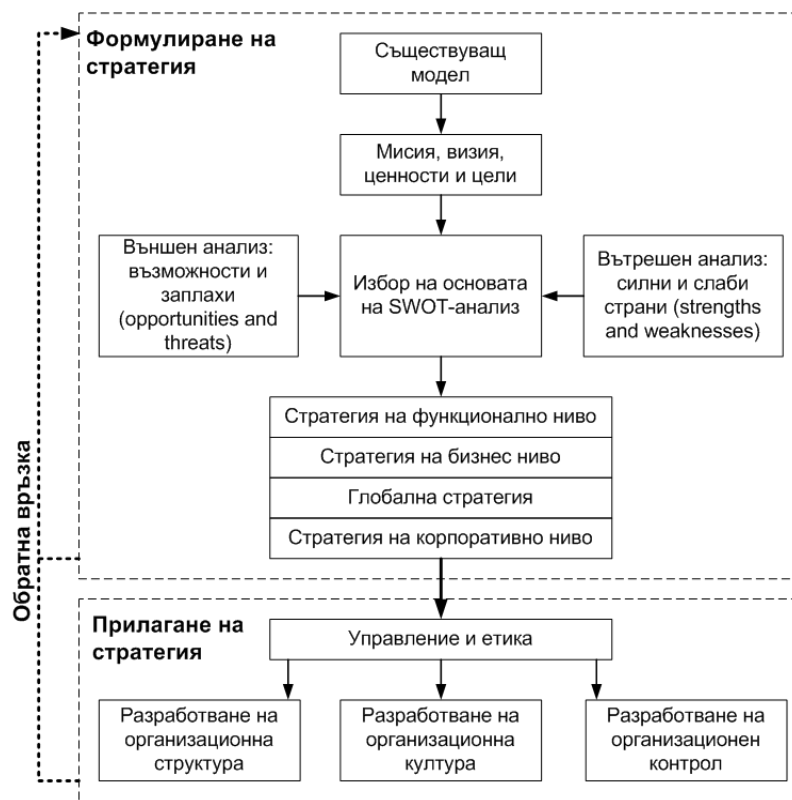 Формулиране на
стратегия
Съществуващ
модел
Мисия, визия,
ценности и цели
Външен анализ:
възможности и
заплахи
(opportunities and
threats)
Избор на основата
на SWOT-анализ
Вътрешен анализ:
силни и слаби
страни (strengths
and weaknesses)
Стратегия на функционално ниво
Стратегия на бизнес ниво
Глобална стратегия
Стратегия на корпоративно ниво
Обратна връзка
Прилагане на
стратегия
Управление и етика
Разработване на
организационна
структура
Разработване на
организационна
култура
Разработване на
организационен
контрол